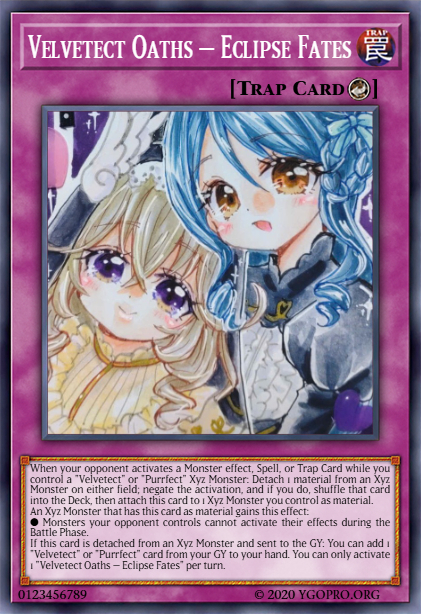 VELVETECT OATHS – ECLIPSE FATES
TRAP
罠
[TRAP CARD]
When your opponent activates a Monster effect, Spell, or Trap Card while you
control a "Velvetect" or "Purrfect" Xyz Monster: Detach 1 material from an Xyz
Monster on either field; negate the activation, and if you do, shuffle that card
into the Deck, then attach this card to 1 Xyz Monster you control as material.
An Xyz Monster that has this card as material gains this effect:
● Monsters your opponent controls cannot activate their effects during the
Battle Phase.
If this card is detached from an Xyz Monster and sent to the GY: You can add 1
"Velvetect" or "Purrfect" card from your GY to your hand. You can only activate
1 "Velvetect Oaths – Eclipse Fates" per turn.
0123456789
© 2020 YGOPRO.ORG